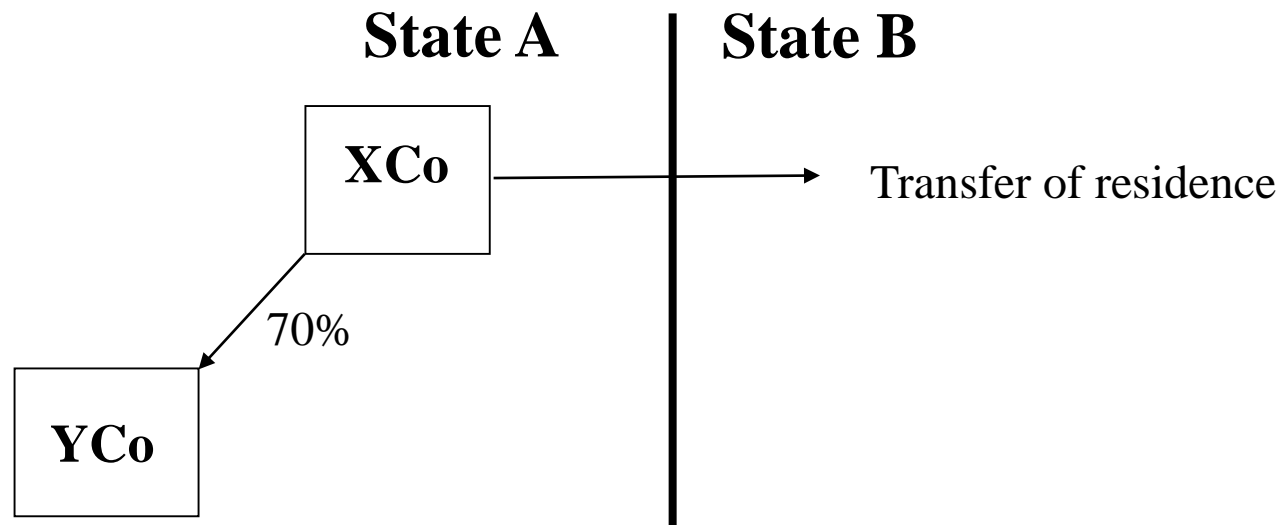 State A
State B
XCo
Transfer of residence
70%
YCo